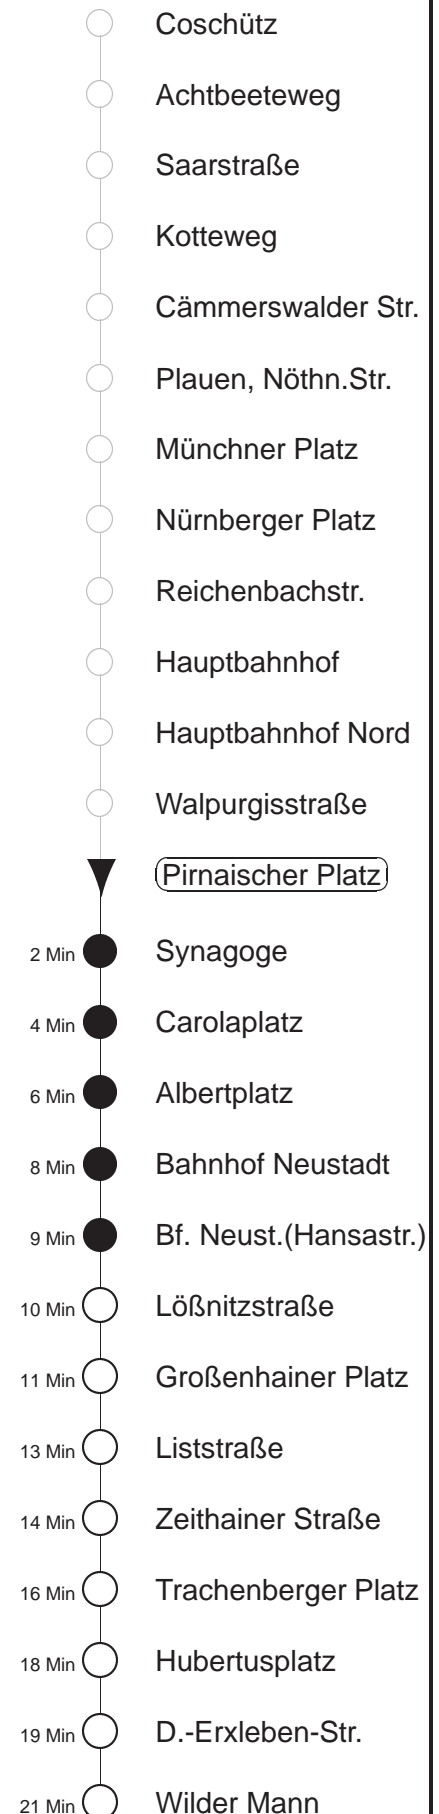 Coschütz
Achtbeeteweg
Saarstraße
Kotteweg
Cämmerswalder Str.
Plauen, Nöthn.Str.
Münchner Platz
Nürnberger Platz
Reichenbachstr.
Hauptbahnhof
Hauptbahnhof Nord
Walpurgisstraße
Pirnaischer Platz
2 Min Synagoge
4 Min Carolaplatz
6 Min Albertplatz
8 Min Bahnhof Neustadt
9 Min Bf. Neust.(Hansastr.)
10 Min Lößnitzstraße
11 Min Großenhainer Platz
13 Min Liststraße
14 Min Zeithainer Straße
16 Min Trachenberger Platz
18 Min Hubertusplatz
19 Min D.-Erxleben-Str.
21 Min Wilder Mann